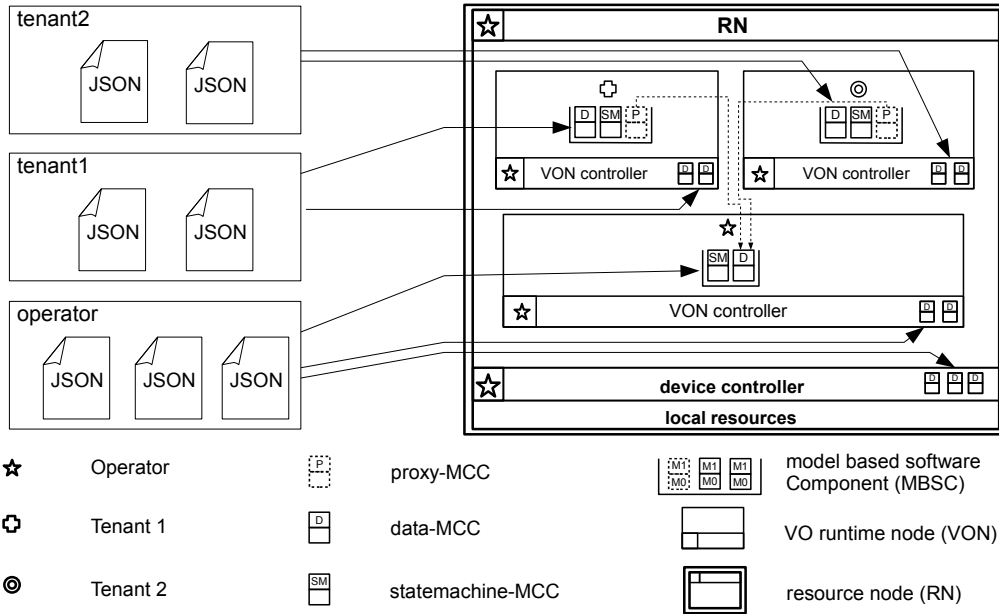 tenant2
JSON
JSON
tenant1
JSON
JSON
operator
JSON
JSON
JSON
RN
D
SM
P
VON controller
D
D
D
SM
P
VON controller
D
D
SM
D
VON controller
D
D
device controller
D
D
D
local resources
Operator
Tenant 1
Tenant 2
P
proxy-MCC
D
data-MCC
SM
statemachine-MCC
M1
M0
M1
M0
M1
M0
model based software
Component (MBSC)
VO runtime node (VON)
resource node (RN)